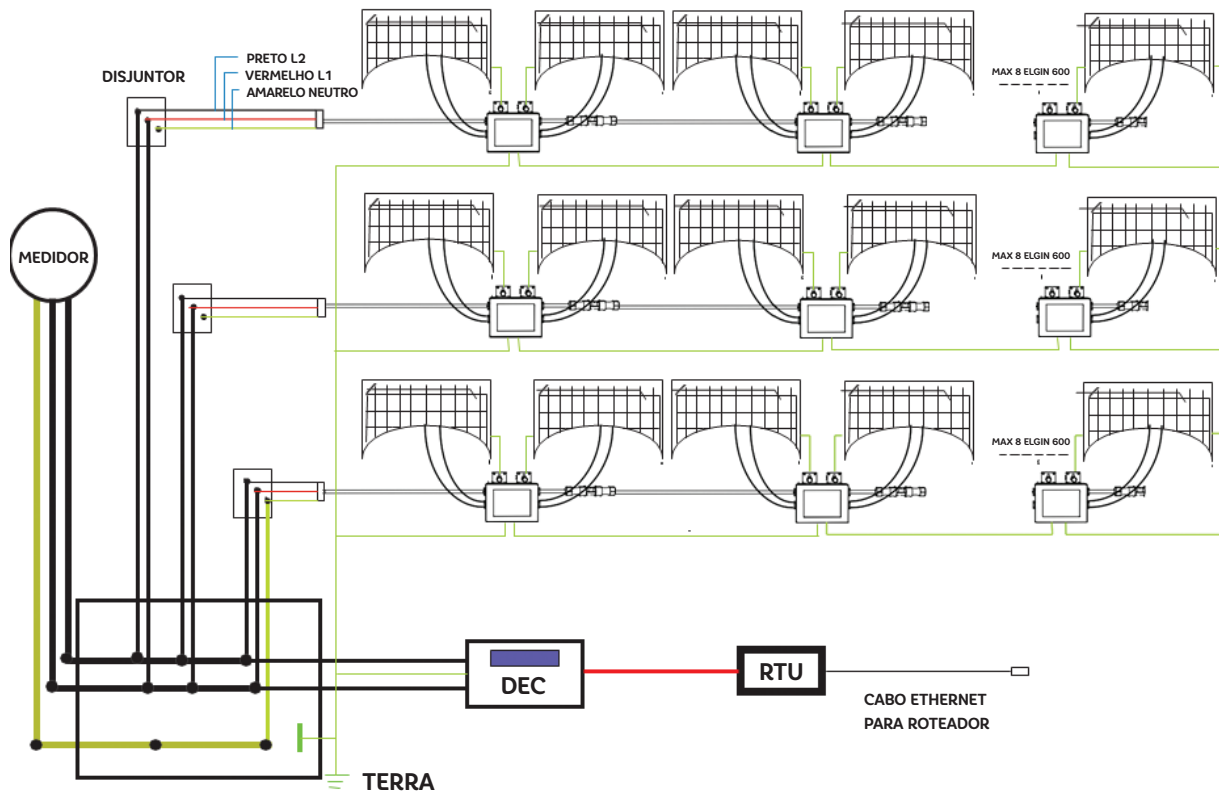 PRETO L2
VERMELHO L1
AMARELO NEUTRO
DISJUNTOR
MAX 8 ELGIN 600
MEDIDOR
MAX 8 ELGIN 600
MAX 8 ELGIN 600
DEC
RTU
CABO ETHERNET
PARA ROTEADOR
TERRA